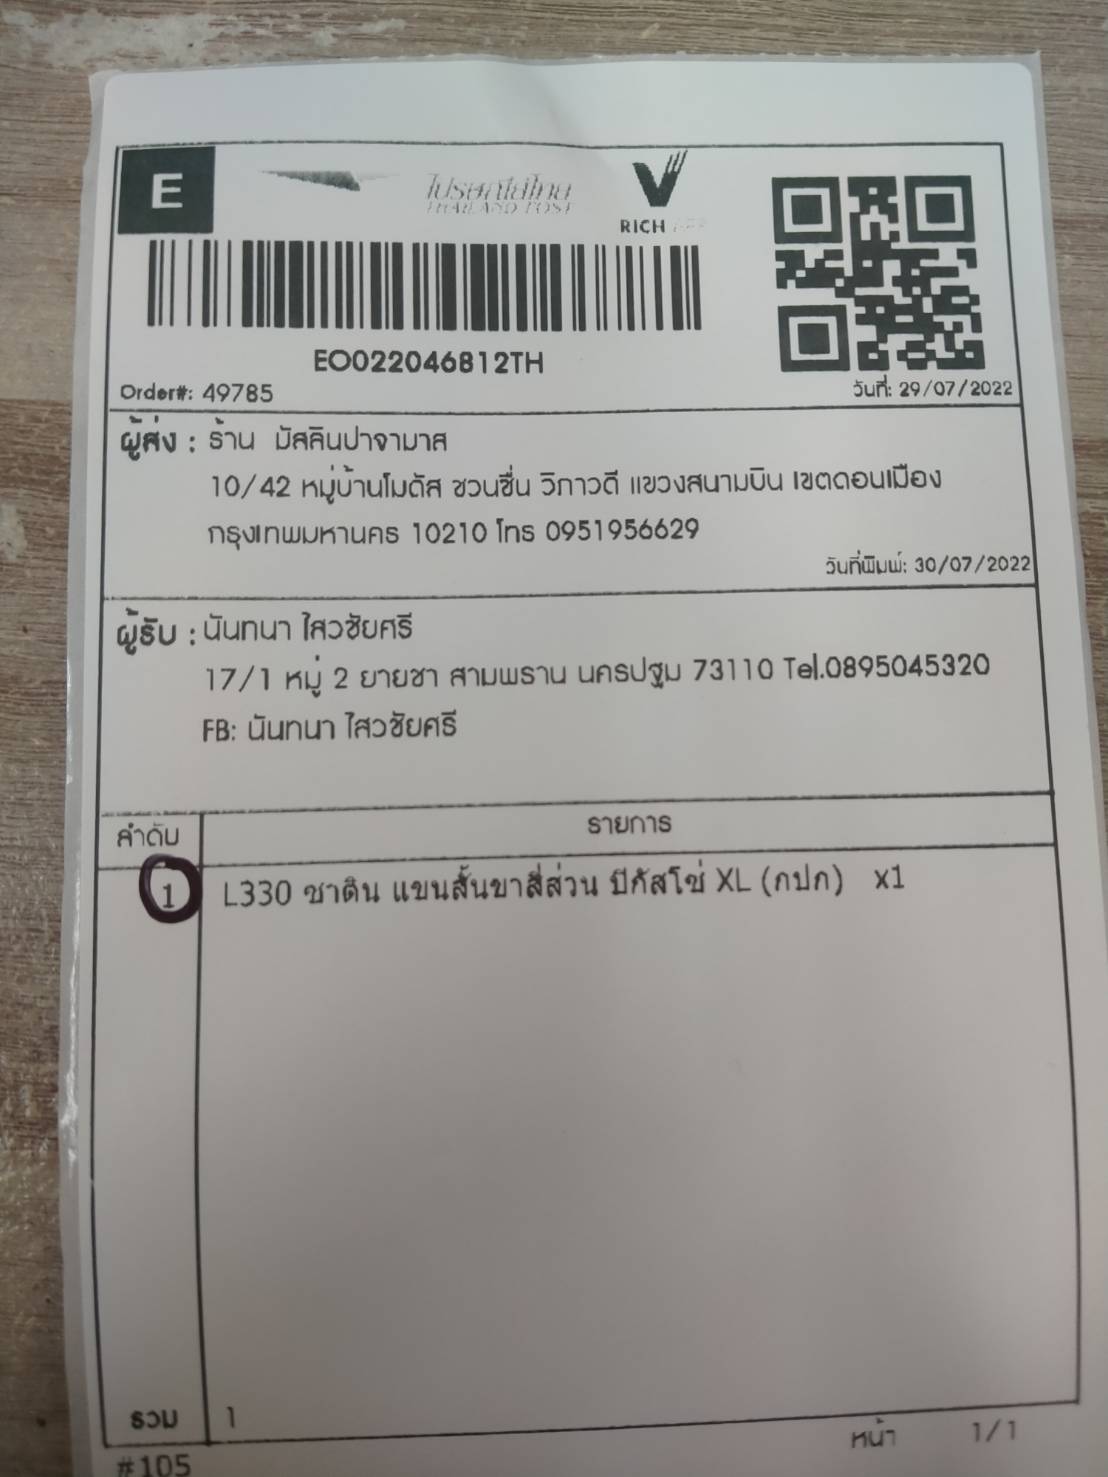 E
ไปรษณีย์ไทย
THAILAND POST
RICH
EO022046812TH
Order#: 49785
วันที่: 29/07/2022
ผู้ส่ง : ร้าน มัสลินปาจามาส
10/42 หมู่บ้านโมดัส ชวนชื่น วิภาวดี แขวงสนามบิน เขตดอนเมือง
กรุงเทพมหานคร 10210 โทร 0951956629
วันที่พิมพ์: 30/07/2022
ผู้รับ : นันทนา ไสวชัยศรี
17/1 หมู่ 2 ยายชา สามพราน นครปฐม 73110 Tel.0895045320
FB: นันทนา ไสวชัยศรี
ลำดับ รายการ
1 L330 ซาติน แขนสั้นขาสี่ส่วน ปีกัสโซ่ XL (กปก) x1
รวม 1
หน้า 1/1
#105